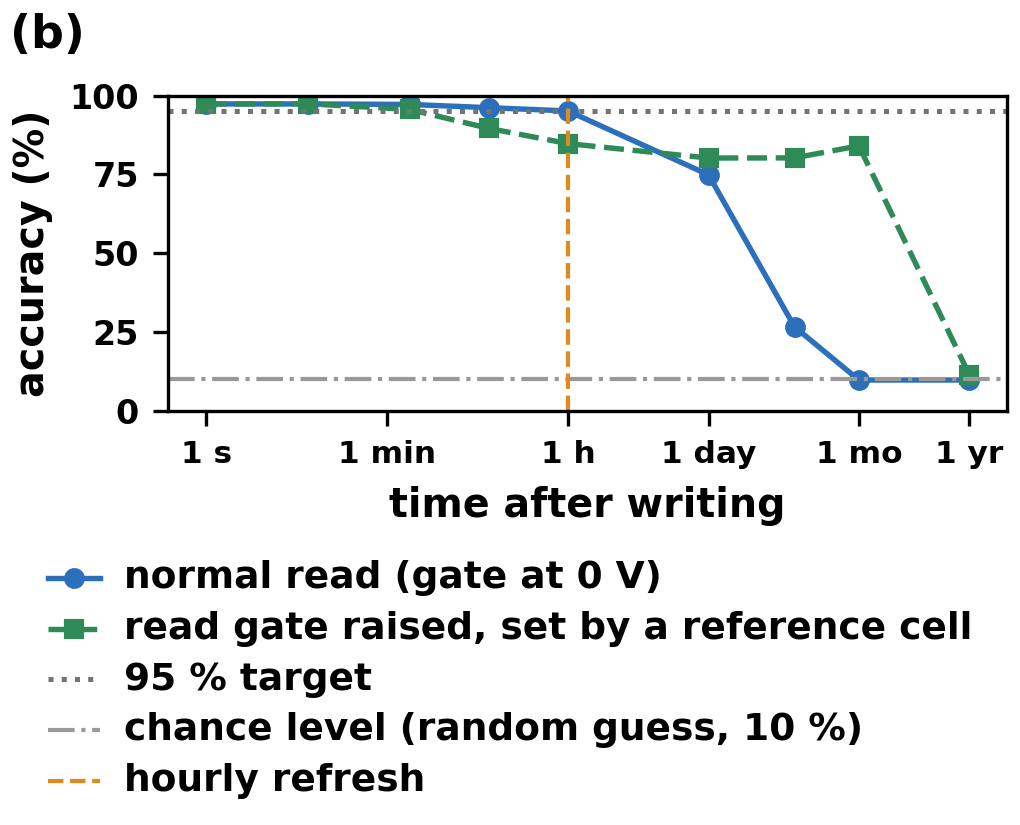 (b)
100
75
50
25
0
accuracy (%)
1 s
1 min
1 h
1 day
1 mo
1 yr
time after writing
normal read (gate at 0 V)
read gate raised, set by a reference cell
95 % target
chance level (random guess, 10 %)
hourly refresh